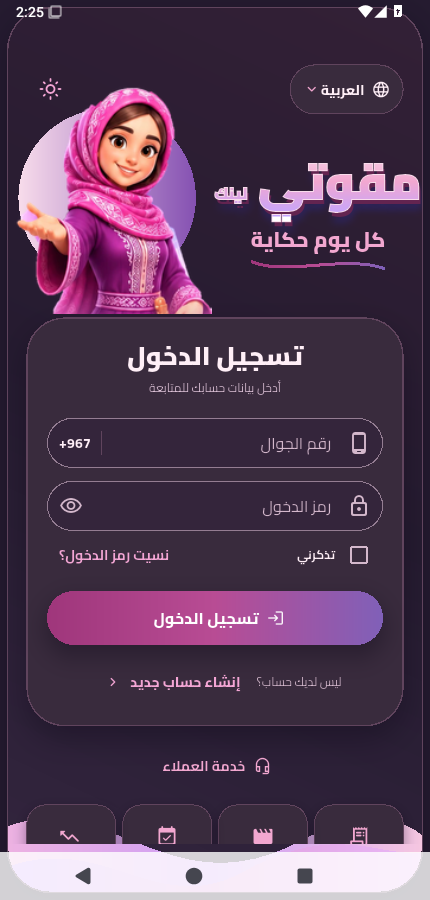 2:25
العربية
مقوتي لينك
كل يوم حكاية
تسجيل الدخول
أدخل بيانات حسابك للمتابعة
رقم الجوال
+967
رمز الدخول
تذكرني
نسيت رمز الدخول؟
تسجيل الدخول
ليس لديك حساب؟ إنشاء حساب جديد
خدمة العملاء